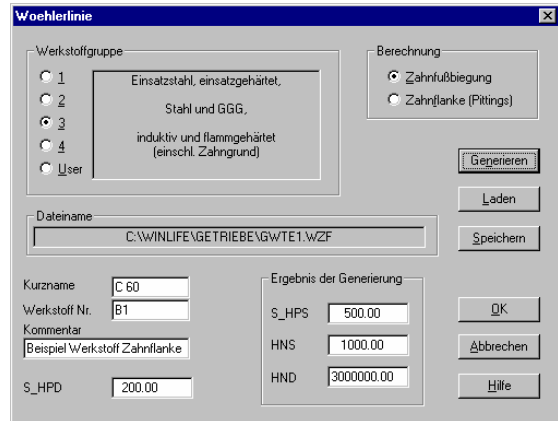 Woehlerlinie
Werkstoffgruppe
1
2
3
4
User
Einsatzstahl, einsatzgehärtet,
Stahl und GGG,
induktiv und flammgehärtet
(einschl. Zahngrund)
Berechnung
Zahnfußbiegung
Zahnflanke (Pittings)
Generieren
Laden
Speichern
Dateiname
C:\WINLIFE\GETRIEBE\GWTE1.WZF
Kurzname C 60
Werkstoff Nr. B1
Kommentar
Beispiel Werkstoff Zahnflanke
S_HPD 200.00
Ergebnis der Generierung
S_HPS 500.00
HNS 1000.00
HND 3000000.00
OK
Abbrechen
Hilfe